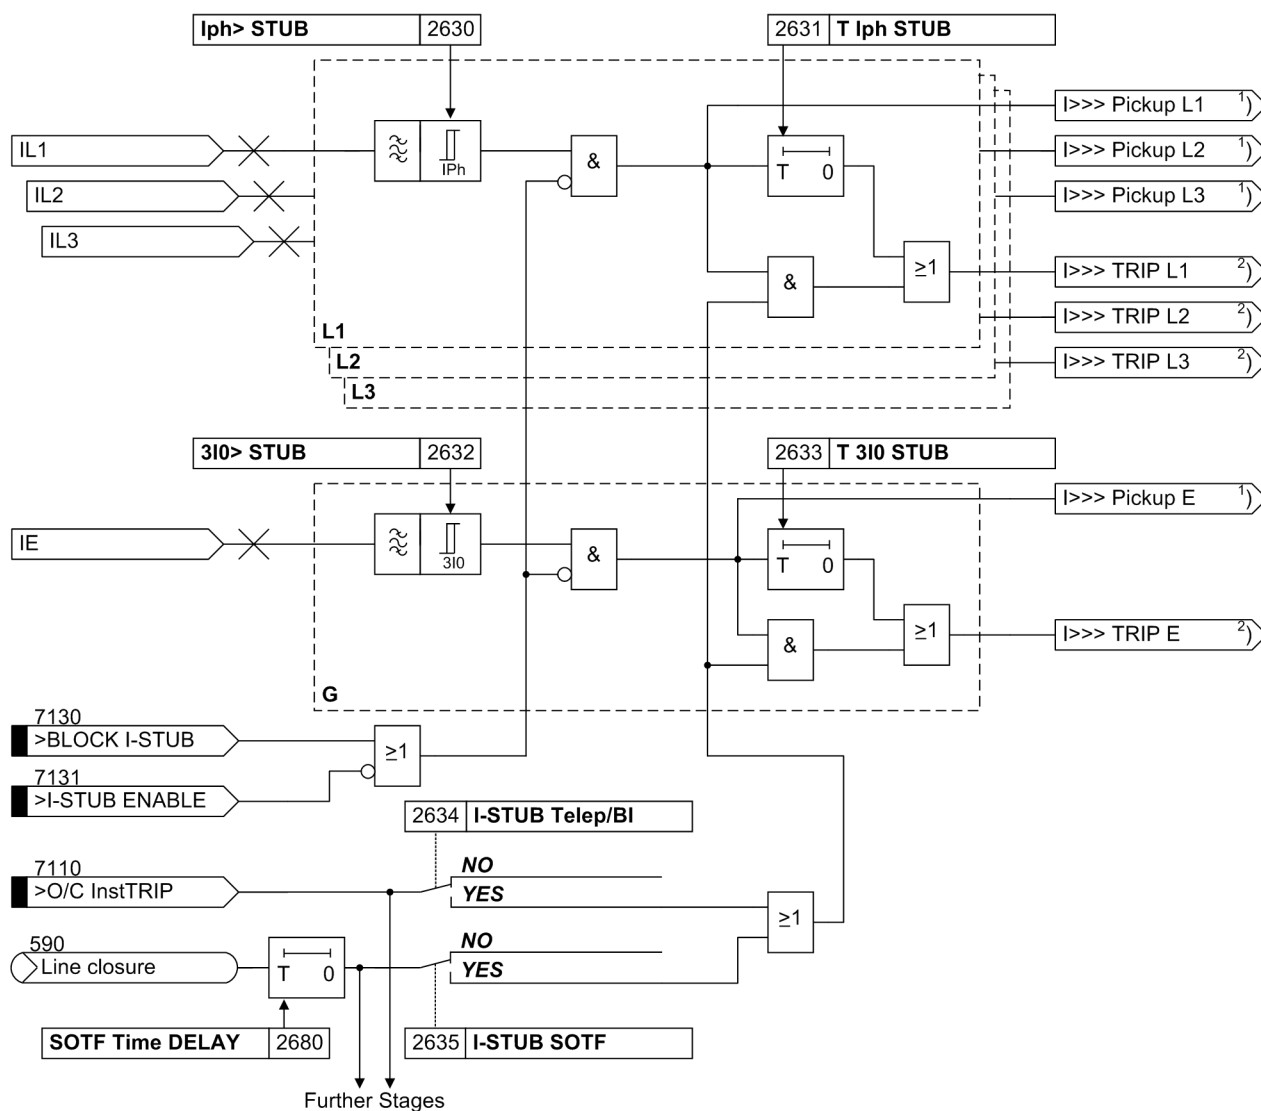 Iph> STUB 2630 2631 T Iph STUB
I>>> Pickup L1 1)
IL1 IPh & T 0 I>>> Pickup L2 1)
IL2 I>>> Pickup L3 1)
IL3
& ≥1 I>>> TRIP L1 2)
I>>> TRIP L2 2)
L1
L2 I>>> TRIP L3 2)
L3
3I0> STUB 2632 2633 T 3I0 STUB
I>>> Pickup E 1)
IE 3I0 & T 0
& ≥1 I>>> TRIP E 2)
G
7130
>BLOCK I-STUB ≥1
7131
>I-STUB ENABLE
2634 I-STUB Telep/BI
7110 NO
>O/C InstTRIP YES
≥1
590 NO
Line closure T 0 YES
SOTF Time DELAY 2680 2635 I-STUB SOTF
Further Stages